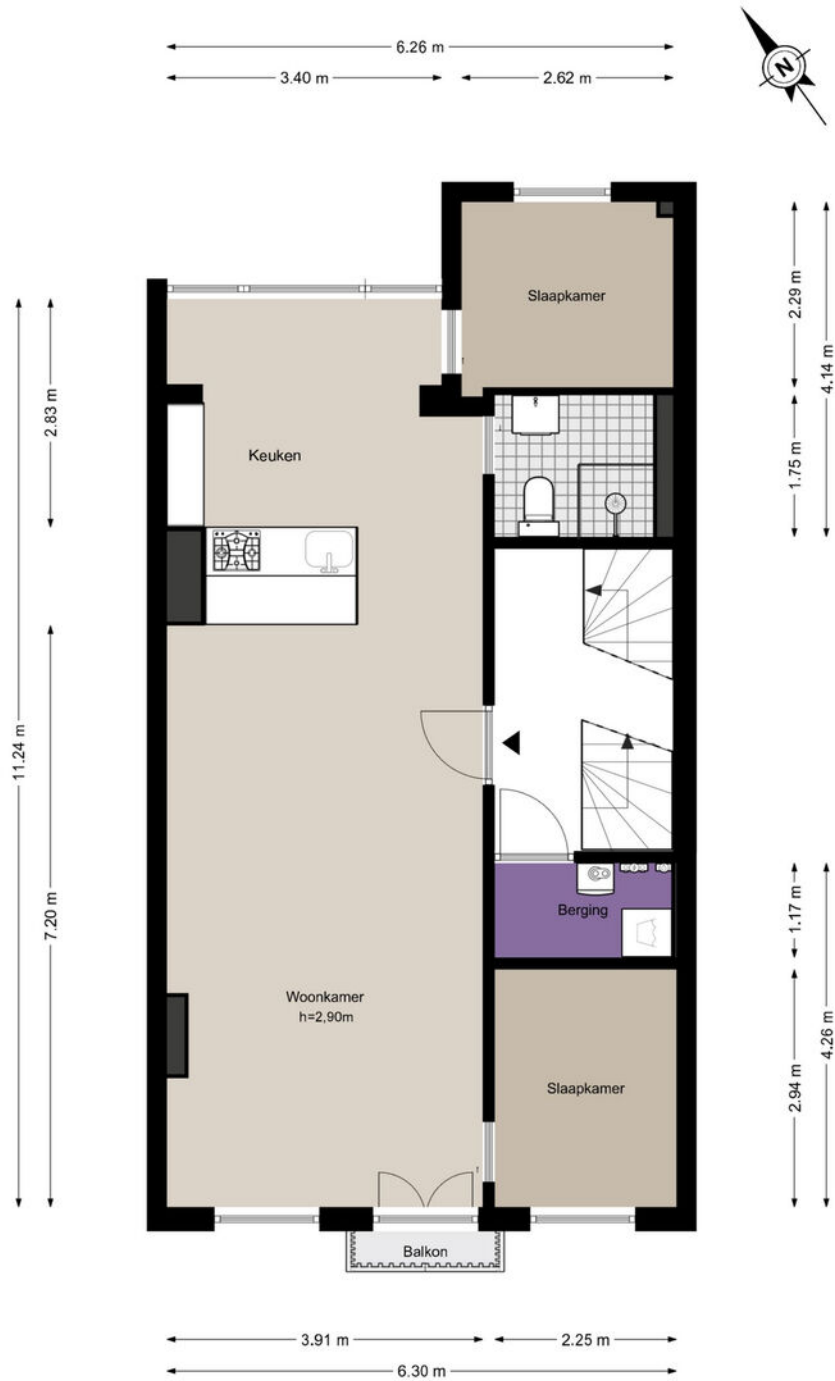 6.26 m
3.40 m
2.62 m
N
Slaapkamer
2.29 m
4.14 m
2.83 m
Keuken
1.75 m
11.24 m
7.20 m
Berging
1.17 m
Woonkamer
h=2,90m
4.26 m
Slaapkamer
2.94 m
Balkon
3.91 m
2.25 m
6.30 m